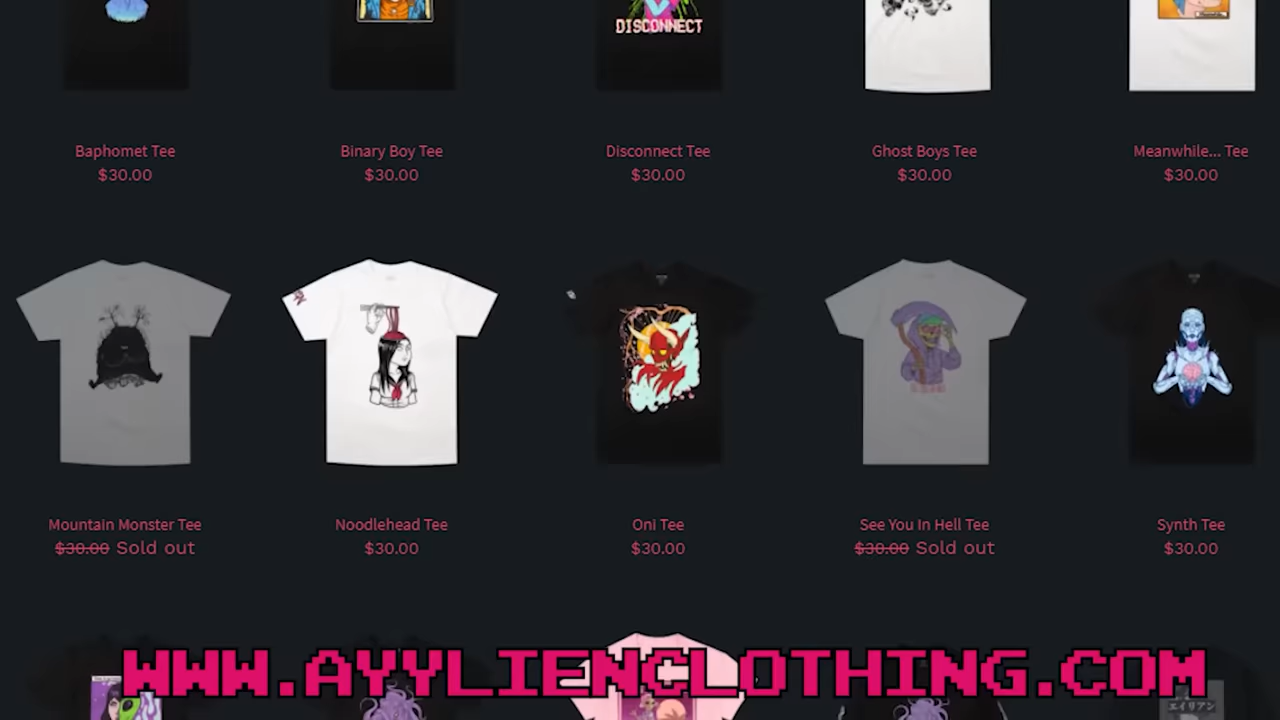 DISCONNECT
Baphomet Tee
$30.00
Binary Boy Tee
$30.00
Disconnect Tee
$30.00
Ghost Boys Tee
$30.00
Meanwhile... Tee
$30.00
Mountain Monster Tee
$30.00 Sold out
Noodlehead Tee
$30.00
Oni Tee
$30.00
See You In Hell Tee
$30.00 Sold out
Synth Tee
$30.00
WWW.AYYLIENCLOTHING.COM
エイリアン